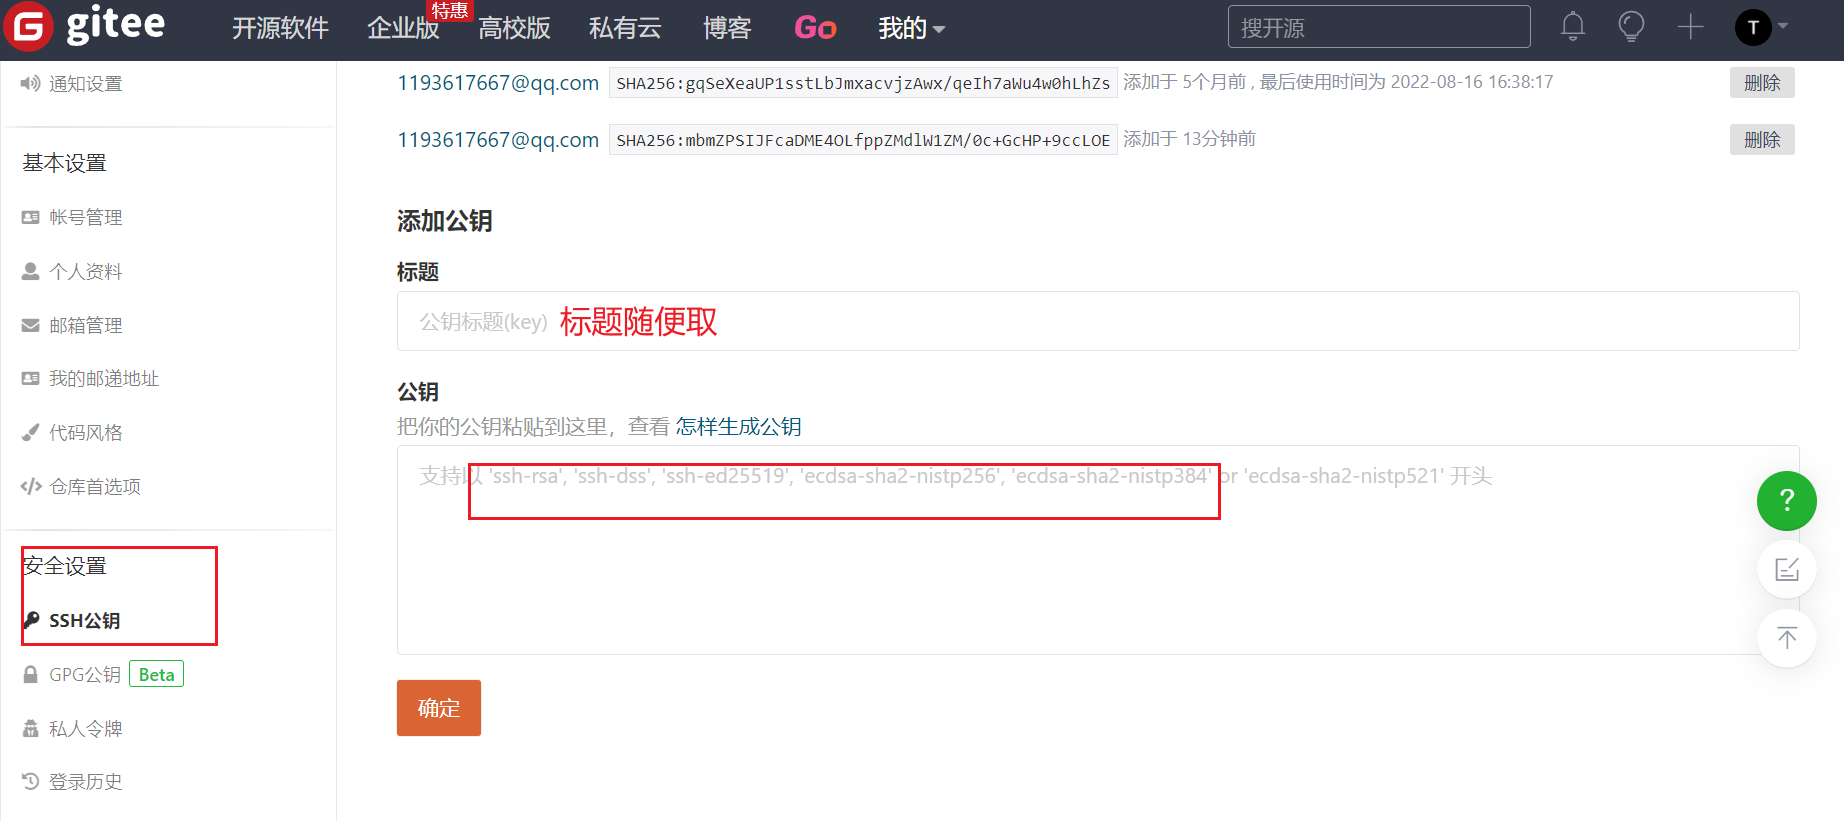 gitee 开源软件 企业版 特惠 高校版 私有云 博客 Go 我的 搜开源 T
通知设置
基本设置
帐号管理
个人资料
邮箱管理
我的邮递地址
代码风格
仓库首选项
安全设置
SSH公钥
GPG公钥 Beta
私人令牌
登录历史
1193617667@qq.com SHA256:gqSeXeaUP1sstLbJmxacvjzAwx/qeIh7aWu4w0hLhZs 添加于 5个月前 , 最后使用时间为 2022-08-16 16:38:17 删除
1193617667@qq.com SHA256:mbmZPSIJFcaDME4OLfppZMdlW1ZM/0c+GcHP+9ccLOE 添加于 13分钟前 删除
添加公钥
标题
公钥标题(key) 标题随便取
公钥
把你的公钥粘贴到这里，查看 怎样生成公钥
支持以 'ssh-rsa', 'ssh-dss', 'ssh-ed25519', 'ecdsa-sha2-nistp256', 'ecdsa-sha2-nistp384' or 'ecdsa-sha2-nistp521' 开头
确定
?